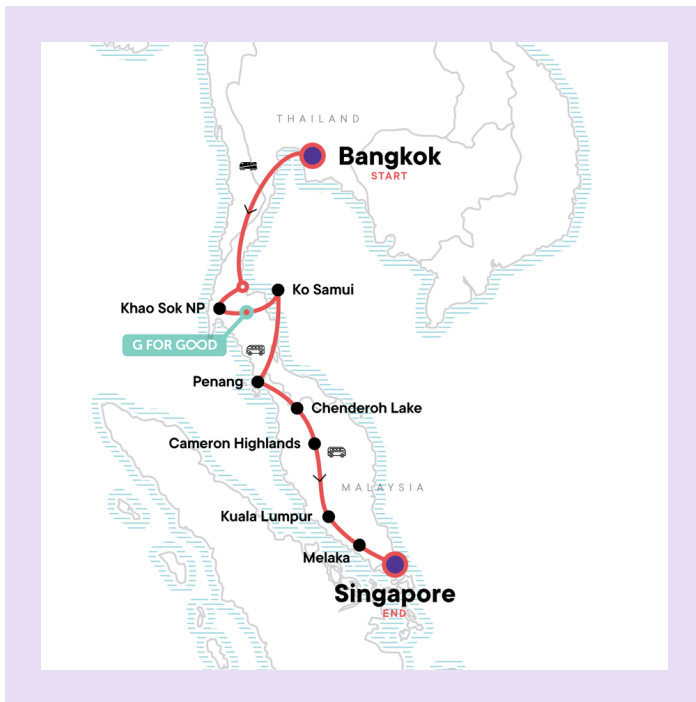 THAILAND
Bangkok
START
Ko Samui
Khao Sok NP
G FOR GOOD
Penang
Chenderoh Lake
Cameron Highlands
MALAYSIA
Kuala Lumpur
Melaka
Singapore
END